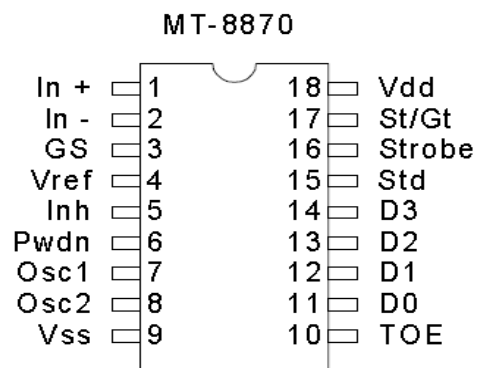 MT-8870
In + 1 18 Vdd
In - 2 17 St/Gt
GS 3 16 Strobe
Vref 4 15 Std
Inh 5 14 D3
Pwdn 6 13 D2
Osc1 7 12 D1
Osc2 8 11 D0
Vss 9 10 TOE